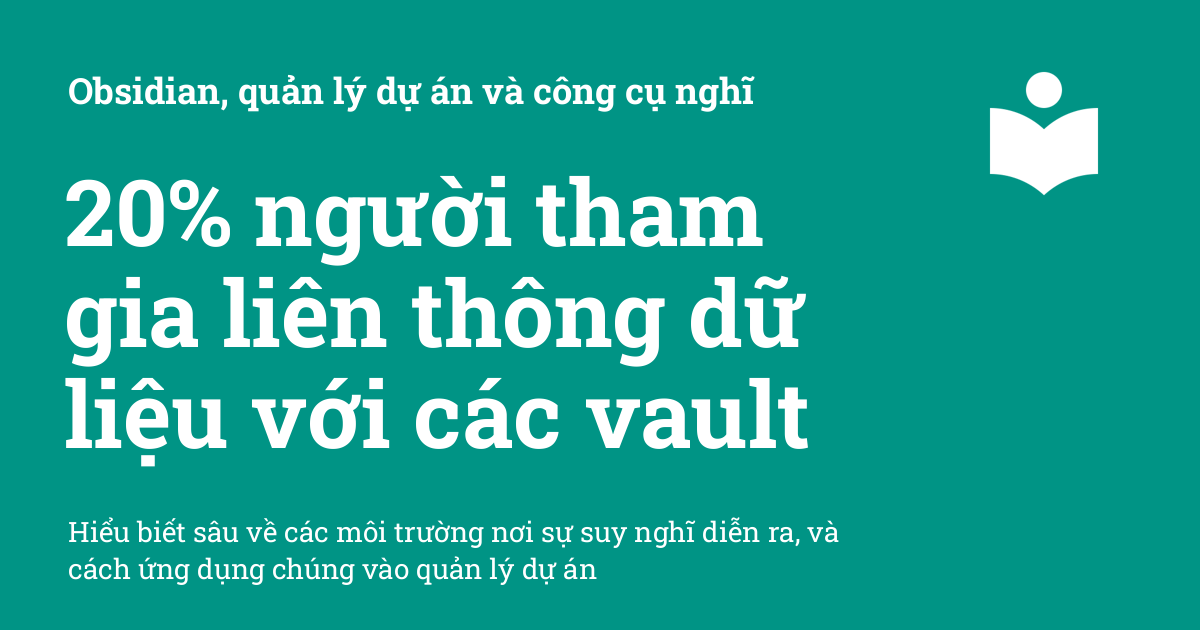 Obsidian, quản lý dự án và công cụ nghĩ
20% người tham
gia liên thông dữ
liệu với các vault
Hiểu biết sâu về các môi trường nơi sự suy nghĩ diễn ra, và
cách ứng dụng chúng vào quản lý dự án